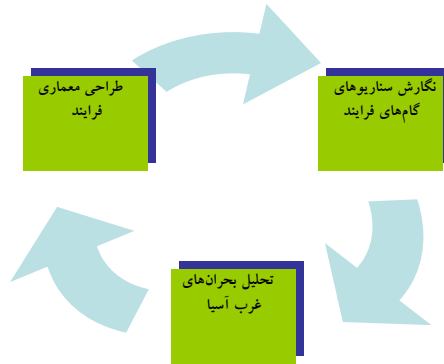 طراحی معماری
فرایند
نگارش سناریوهای
گام‌های فرایند
تحلیل بحران‌های
غرب آسیا